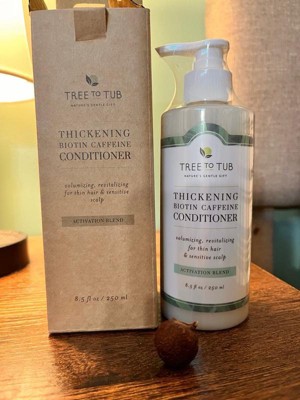 TREE TO TUB
NATURE'S GENTLE GIFT
THICKENING
BIOTIN CAFFEINE
CONDITIONER
volumizing, revitalizing
for thin hair & sensitive
scalp
ACTIVATION BLEND
8.5 fl oz / 250 ml
TREE TO TUB
NATURE'S GENTLE GIFT
THICKENING
BIOTIN CAFFEINE
CONDITIONER
volumizing, revitalizing
for thin hair
& sensitive scalp
ACTIVATION BLEND
8.5 fl oz / 250 ml